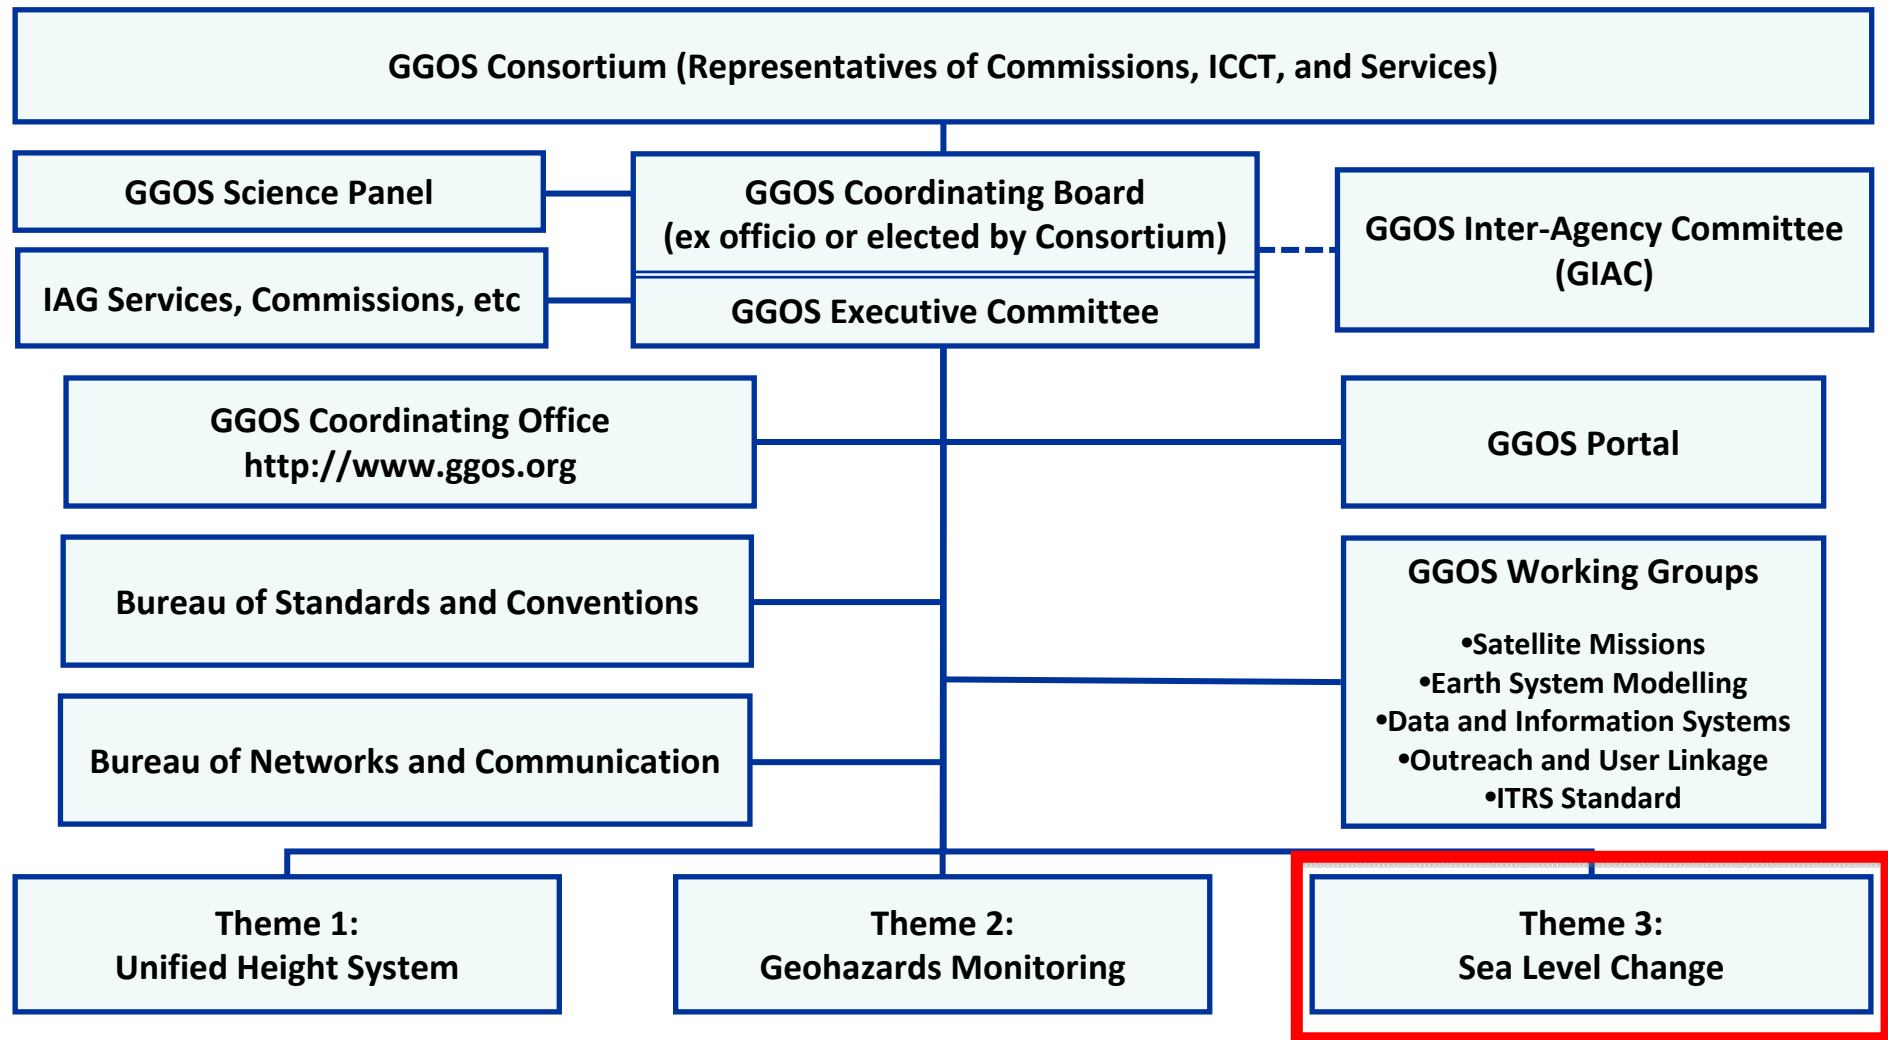 GGOS Consortium (Representatives of Commissions, ICCT, and Services)
GGOS Science Panel
GGOS Coordinating Board
(ex officio or elected by Consortium)
GGOS Inter-Agency Committee
(GIAC)
IAG Services, Commissions, etc
GGOS Executive Committee
GGOS Coordinating Office
http://www.ggos.org
GGOS Portal
Bureau of Standards and Conventions
GGOS Working Groups
•Satellite Missions
•Earth System Modelling
•Data and Information Systems
•Outreach and User Linkage
•ITRS Standard
Bureau of Networks and Communication
Theme 1:
Unified Height System
Theme 2:
Geohazards Monitoring
Theme 3:
Sea Level Change